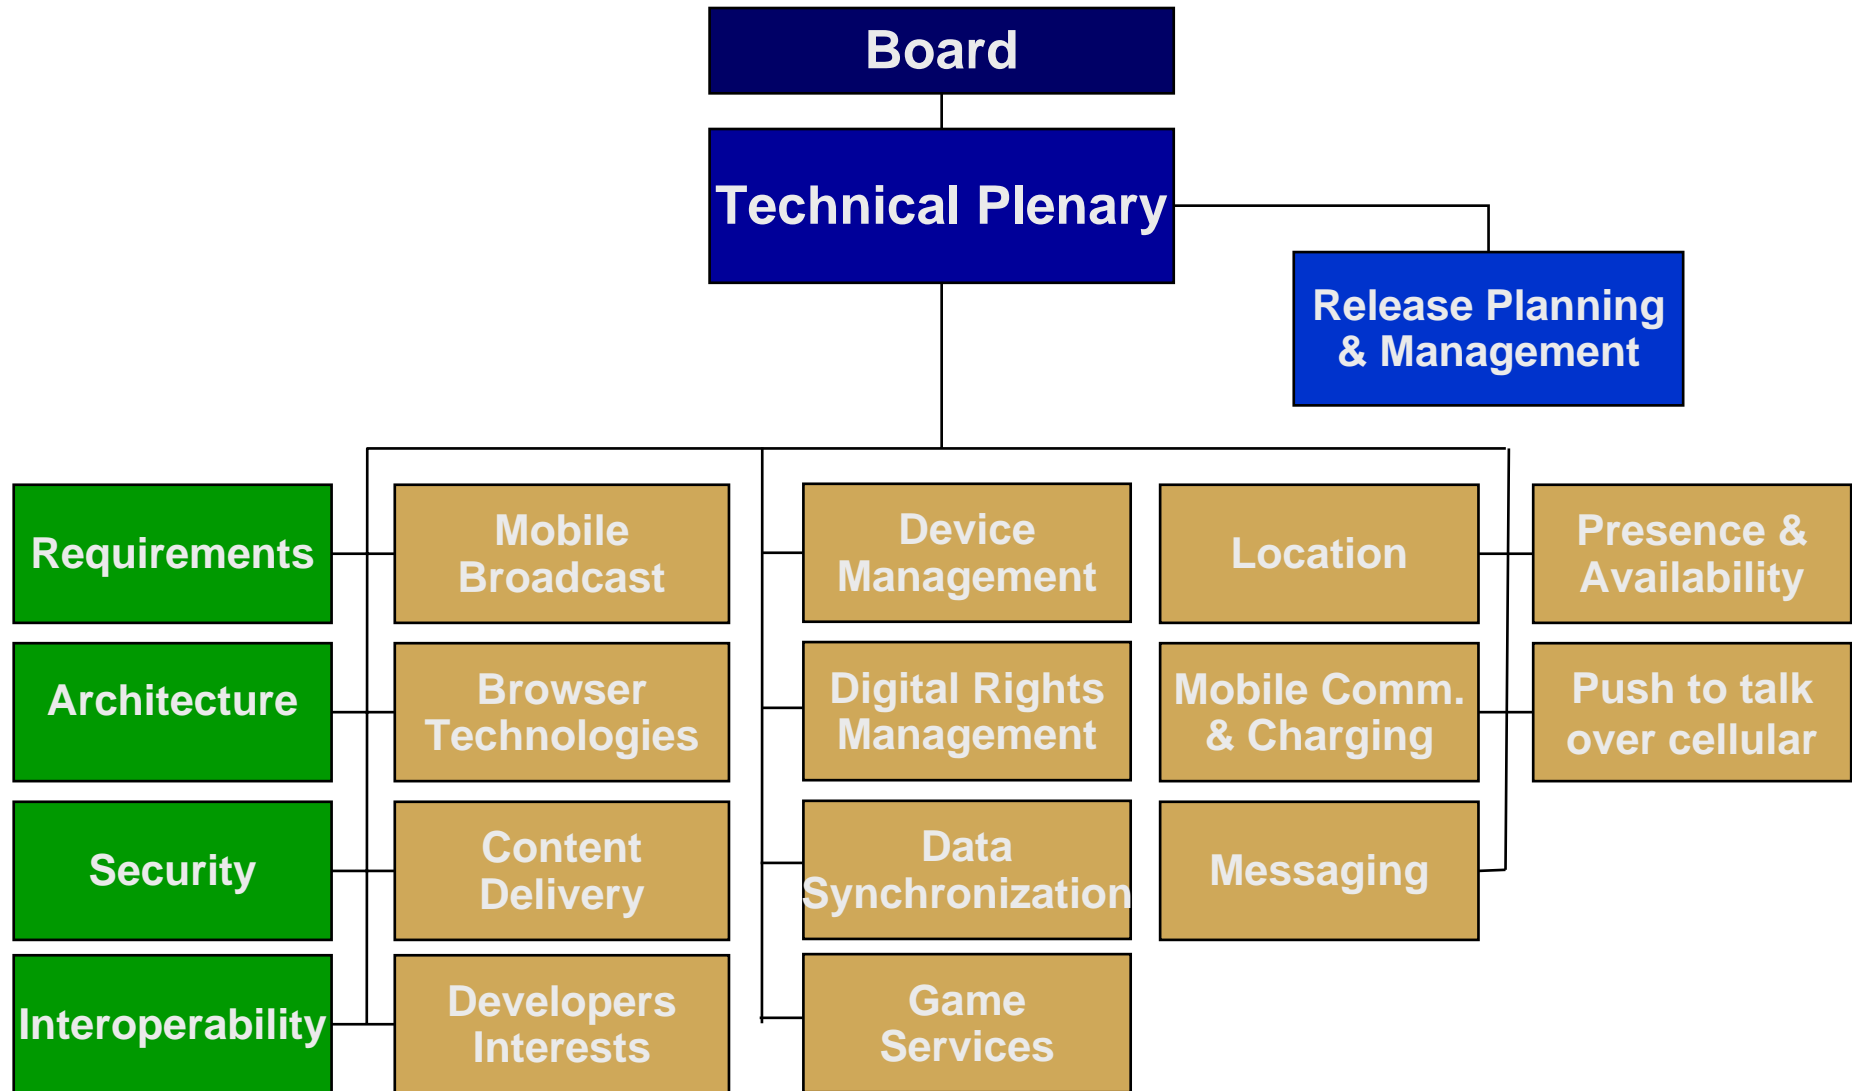 Board
Technical Plenary
Release Planning
& Management
Requirements
Mobile
Broadcast
Device
Management
Location
Presence &
Availability
Architecture
Browser
Technologies
Digital Rights
Management
Mobile Comm.
& Charging
Push to talk
over cellular
Security
Content
Delivery
Data
Synchronization
Messaging
Interoperability
Developers
Interests
Game
Services